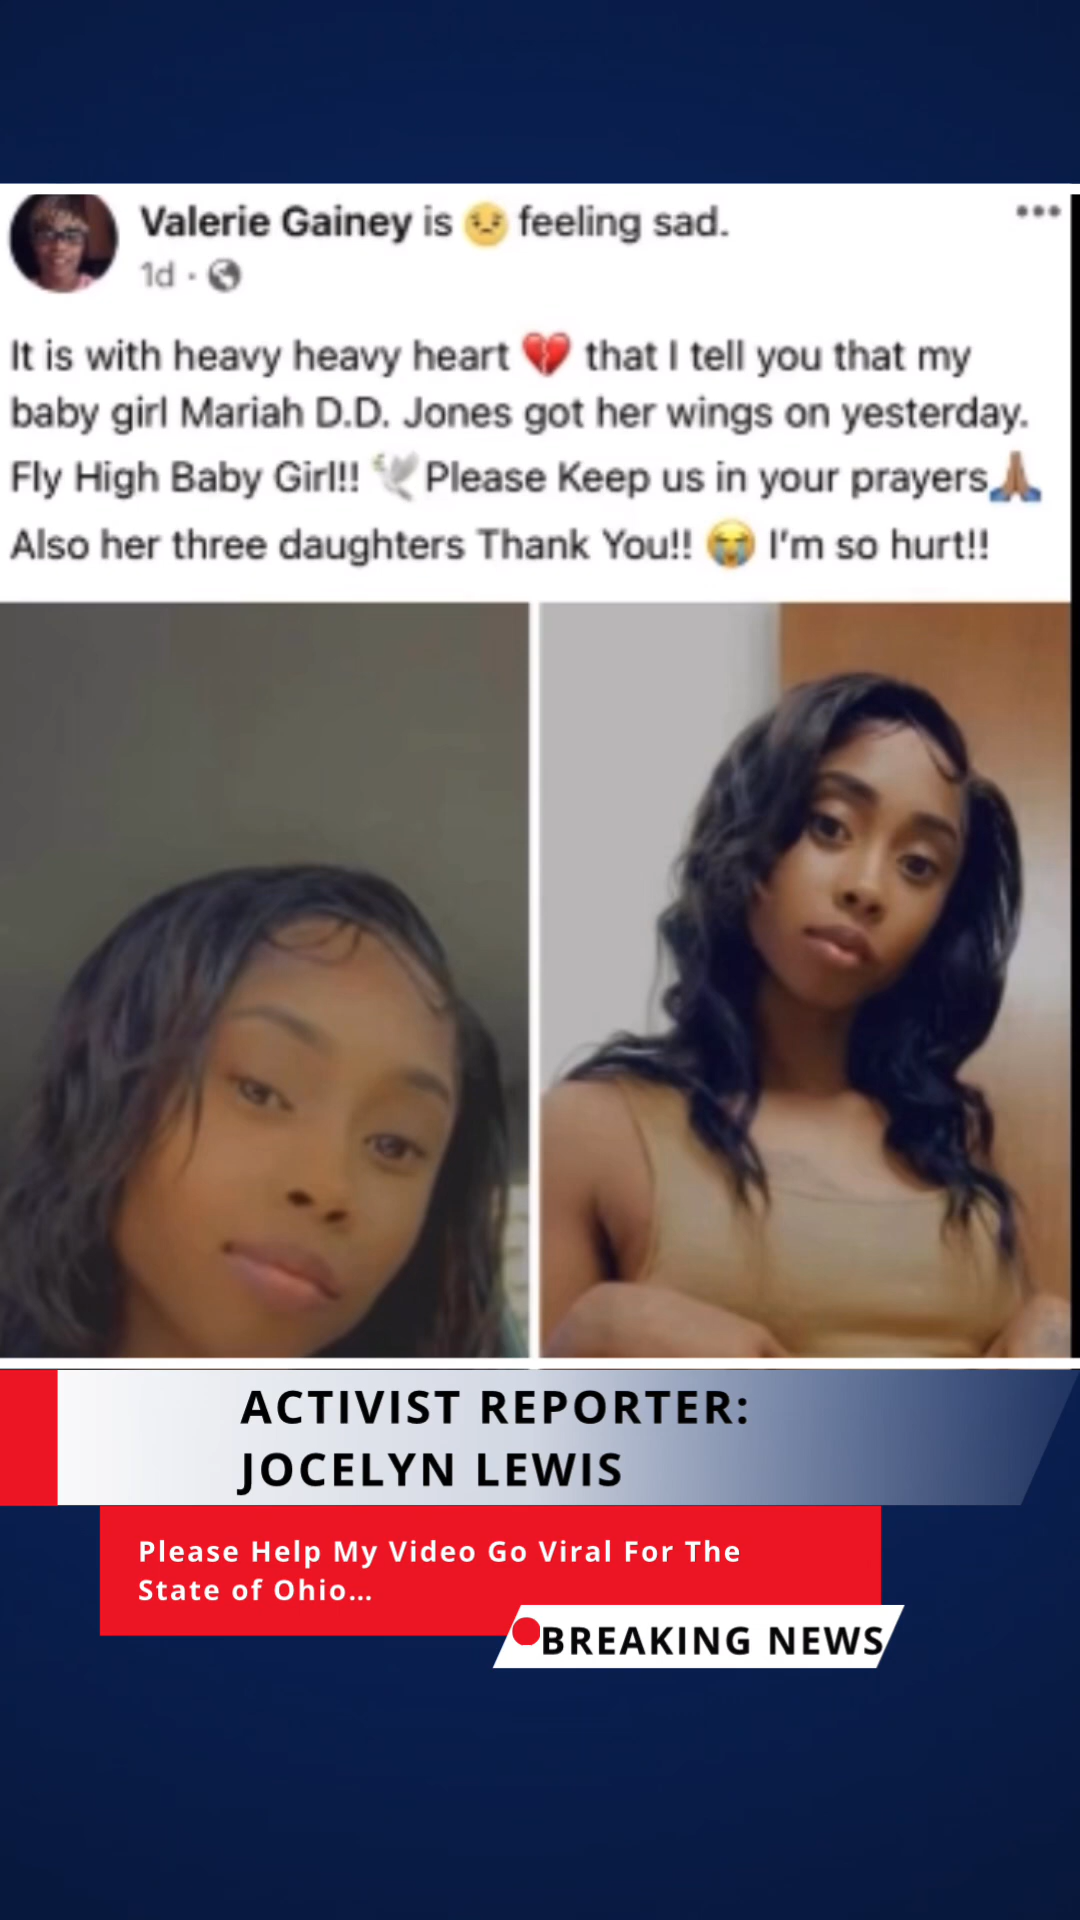 Valerie Gainey is 😔 feeling sad.
1d ·
It is with heavy heavy heart 💔 that I tell you that my
baby girl Mariah D.D. Jones got her wings on yesterday.
Fly High Baby Girl!! 🕊️ Please Keep us in your prayers🙏🏽
Also her three daughters Thank You!! 😭 I'm so hurt!!
ACTIVIST REPORTER:
JOCELYN LEWIS
Please Help My Video Go Viral For The
State of Ohio...
BREAKING NEWS